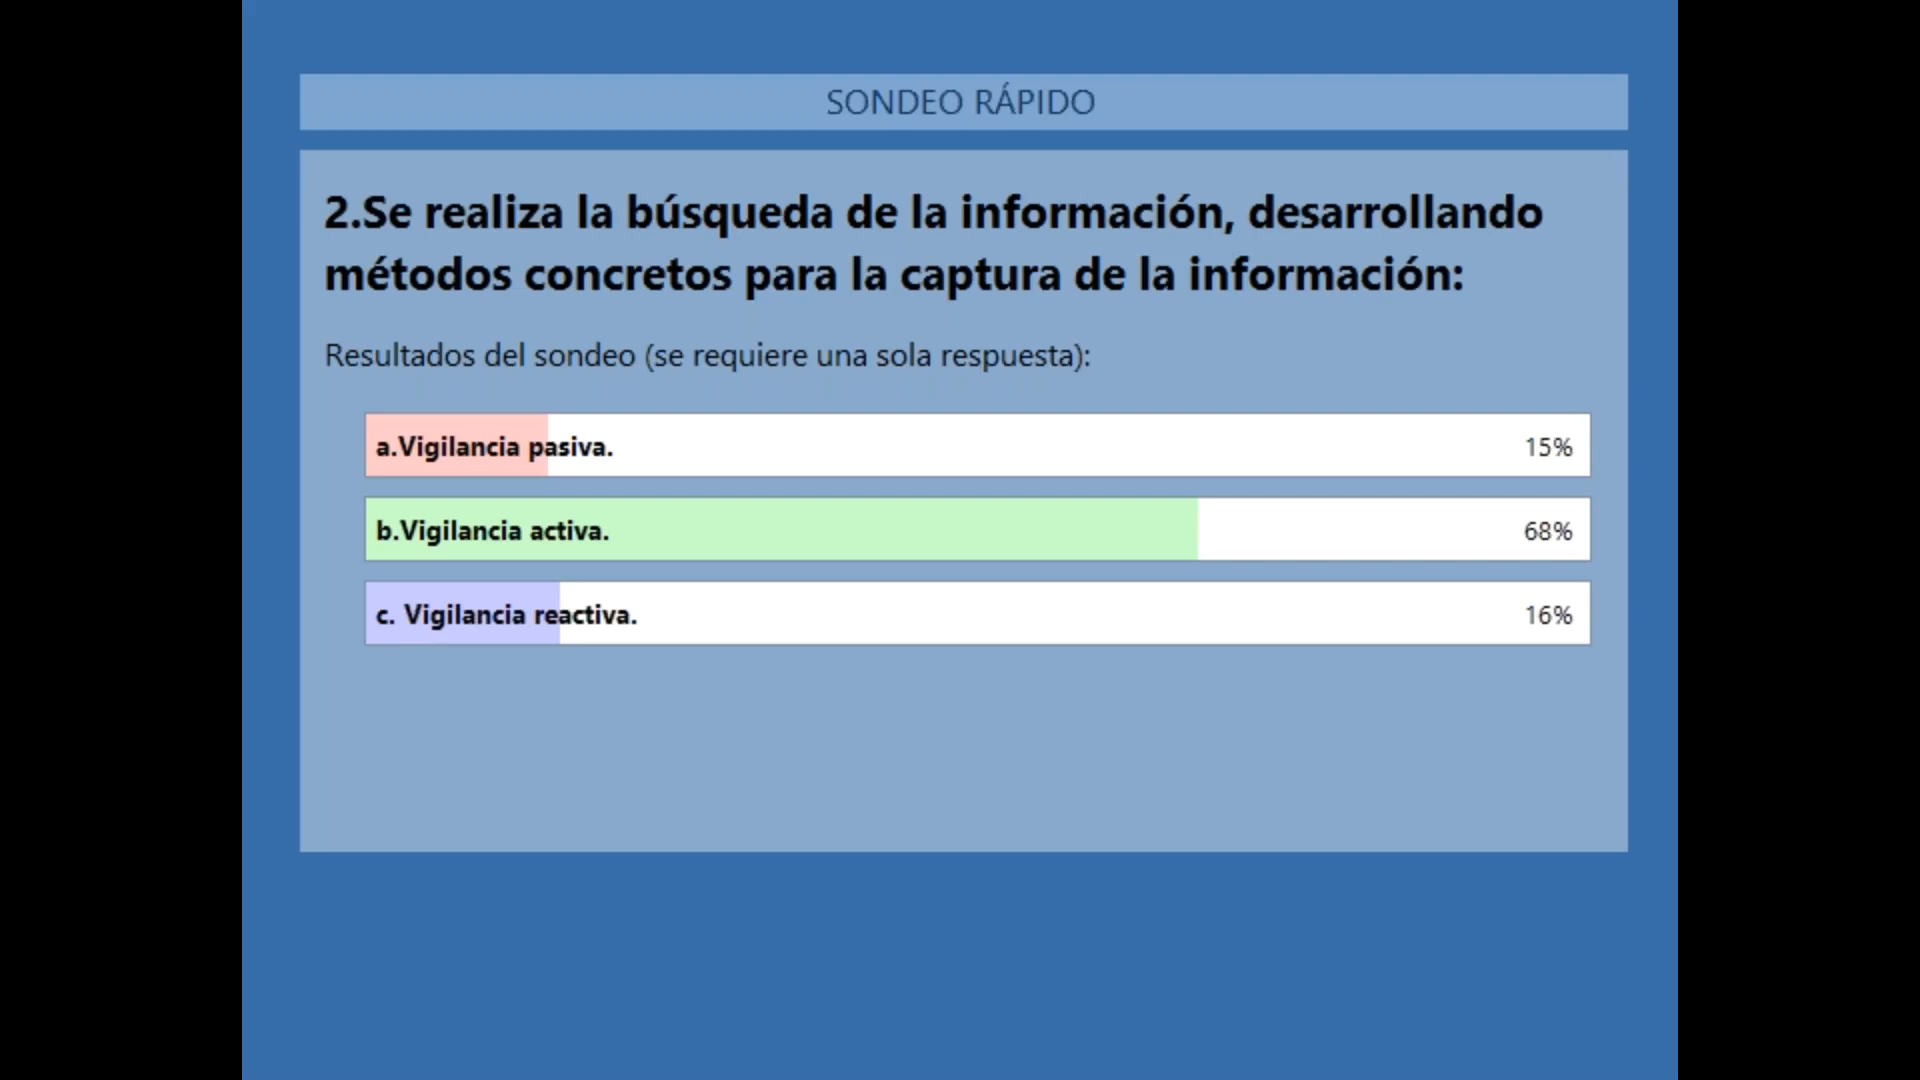 SONDEO RÁPIDO
2.Se realiza la búsqueda de la información, desarrollando
métodos concretos para la captura de la información:
Resultados del sondeo (se requiere una sola respuesta):
a.Vigilancia pasiva. 15%
b.Vigilancia activa. 68%
c. Vigilancia reactiva. 16%